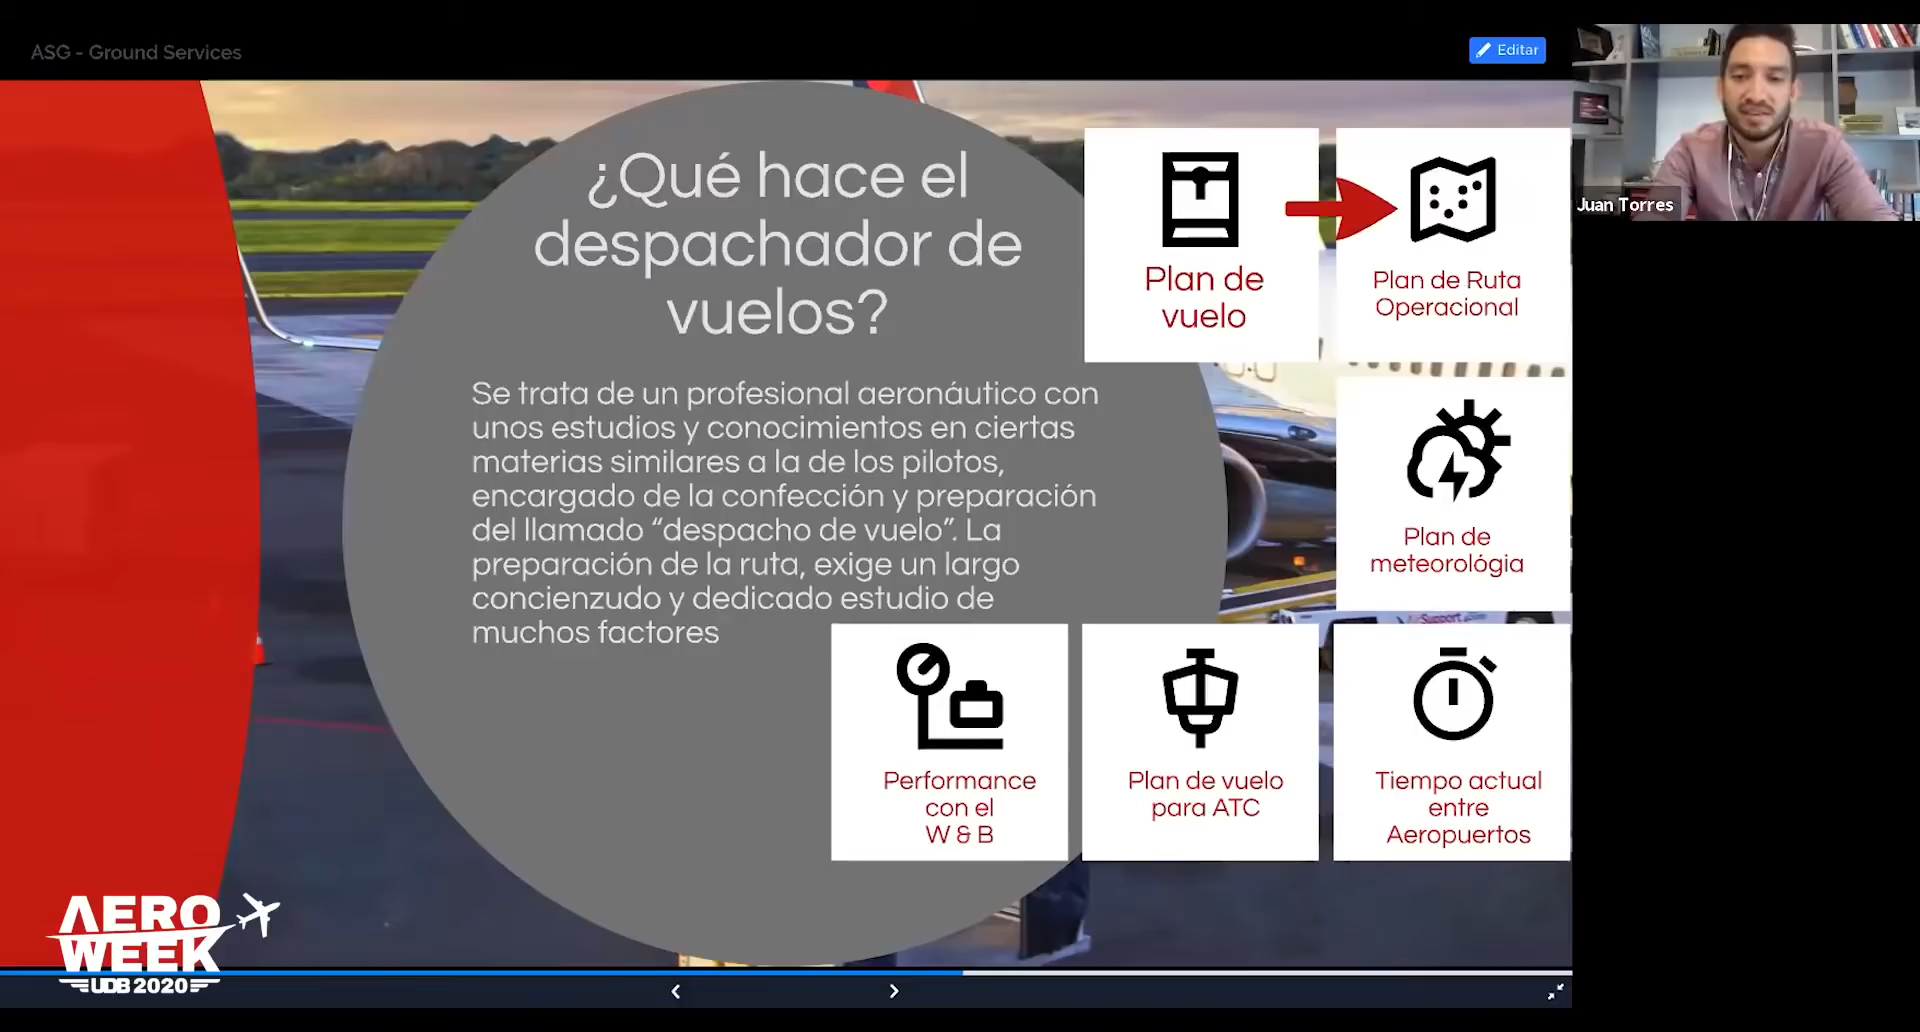 ASG - Ground Services
Editar
Juan Torres
¿Qué hace el
despachador de
vuelos?
Se trata de un profesional aeronáutico con
unos estudios y conocimientos en ciertas
materias similares a la de los pilotos,
encargado de la confección y preparación
del llamado “despacho de vuelo”. La
preparación de la ruta, exige un largo
concienzudo y dedicado estudio de
muchos factores
Plan de
vuelo
Plan de Ruta
Operacional
Plan de
meteorológia
Performance
con el
W & B
Plan de vuelo
para ATC
Tiempo actual
entre
Aeropuertos
AERO
WEEK
UDB 2020